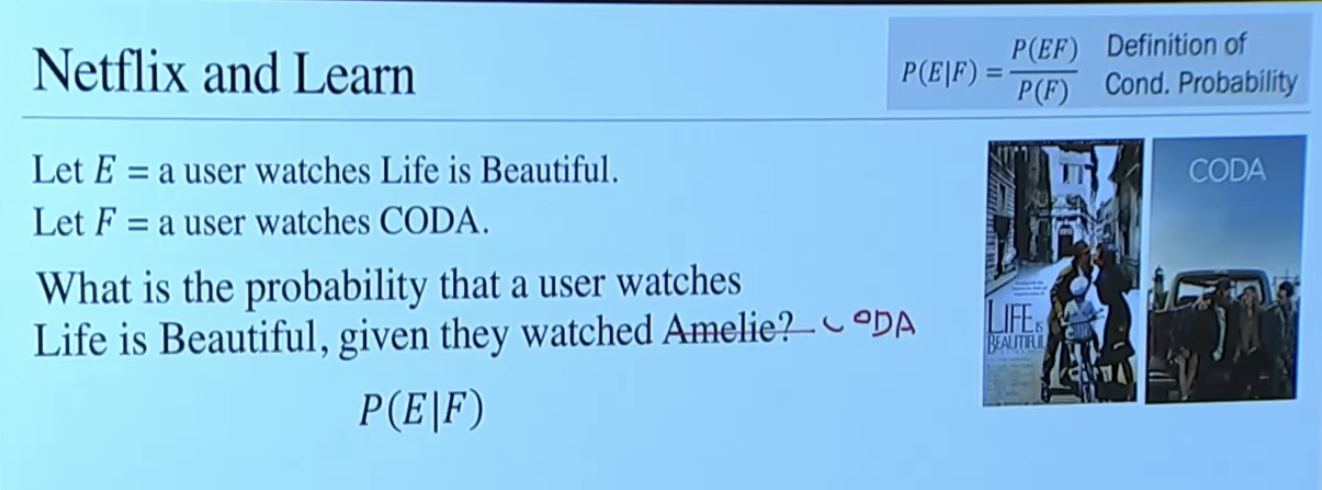 Netflix and Learn
P(E|F) = P(EF) / P(F)
Definition of
Cond. Probability
Let E = a user watches Life is Beautiful.
Let F = a user watches CODA.
What is the probability that a user watches
Life is Beautiful, given they watched Amelie? CODA
P(E|F)
LIFE IS
BEAUTIFUL
CODA